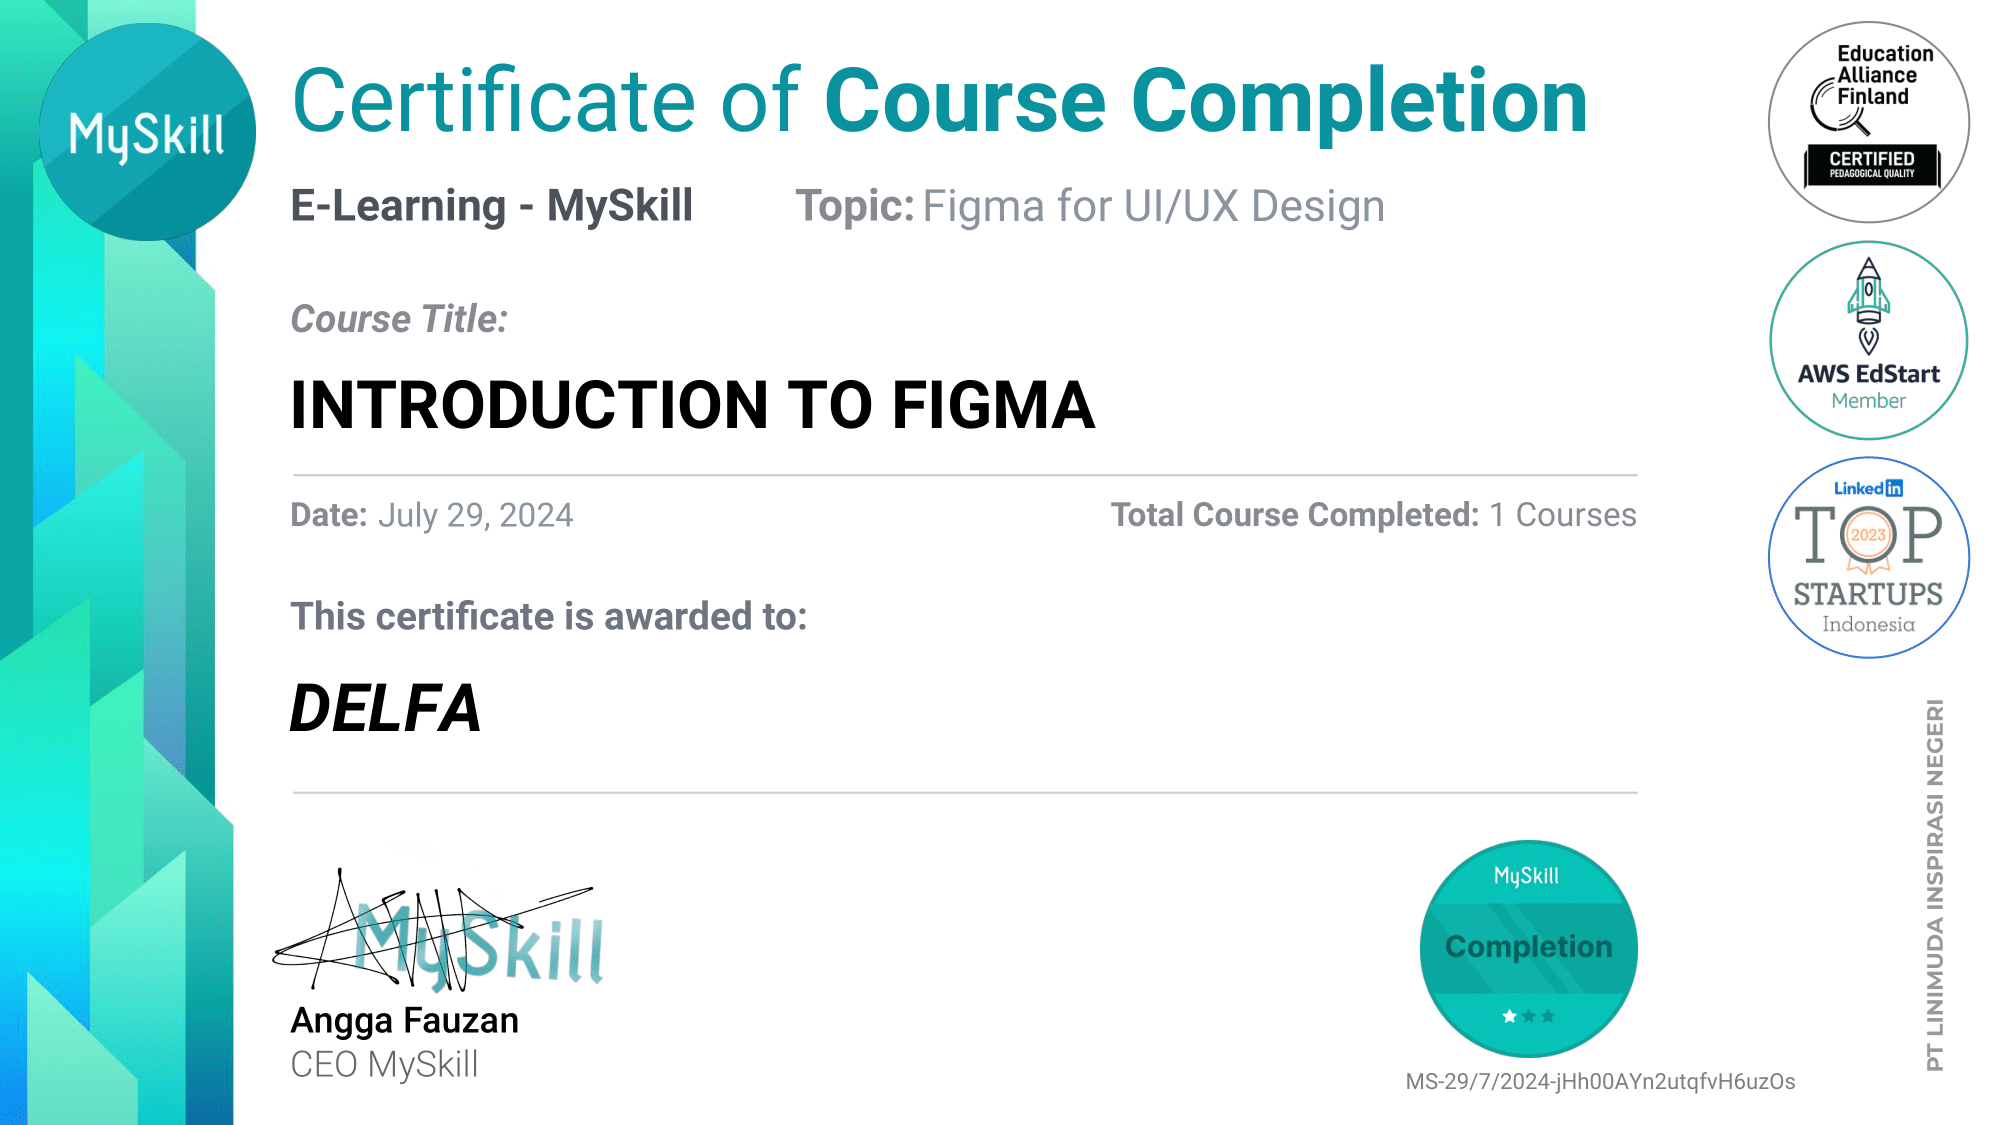 MySkill
Certificate of Course Completion
E-Learning - MySkill
Topic: Figma for UI/UX Design
Course Title:
INTRODUCTION TO FIGMA
Date: July 29, 2024
Total Course Completed: 1 Courses
This certificate is awarded to:
DELFA
MySkill
Angga Fauzan
CEO MySkill
MySkill
Completion
MS-29/7/2024-jHh00AYn2utqfvH6uzOs
Education
Alliance
Finland
CERTIFIED
PEDAGOGICAL QUALITY
AWS EdStart
Member
Linked in
TOP
2023
STARTUPS
Indonesia
PT LINIMUDA INSPIRASI NEGERI